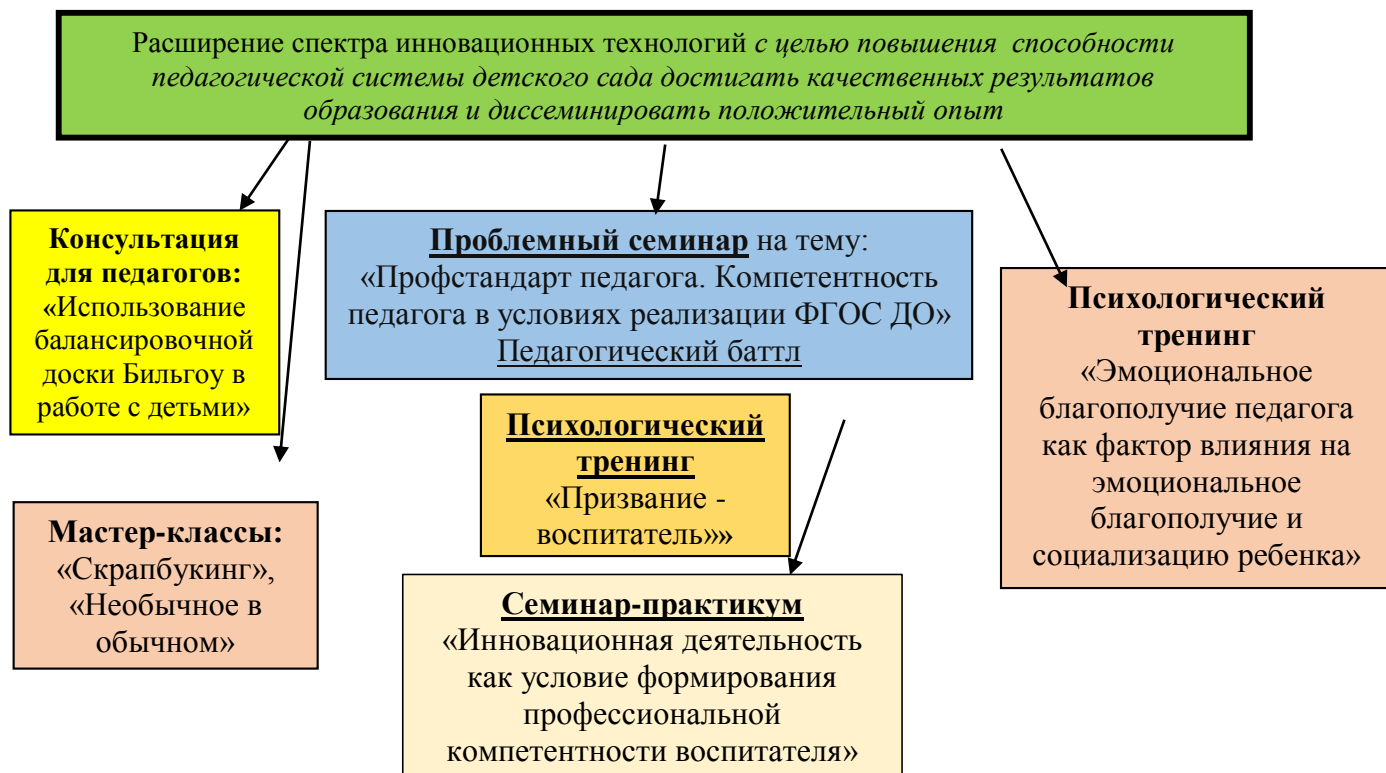 Расширение спектра инновационных технологий с целью повышения способности
педагогической системы детского сада достигать качественных результатов
образования и диссеминировать положительный опыт
Консультация
для педагогов:
«Использование
балансировочной
доски Бильгоу в
работе с детьми»
Проблемный семинар на тему:
«Профстандарт педагога. Компетентность
педагога в условиях реализации ФГОС ДО»
Педагогический баттл
Психологический
тренинг
«Эмоциональное
благополучие педагога
как фактор влияния на
эмоциональное
благополучие и
социализацию ребенка»
Психологический
тренинг
«Призвание -
воспитатель»»
Мастер-классы:
«Скрапбукинг»,
«Необычное в
обычном»
Семинар-практикум
«Инновационная деятельность
как условие формирования
профессиональной
компетентности воспитателя»